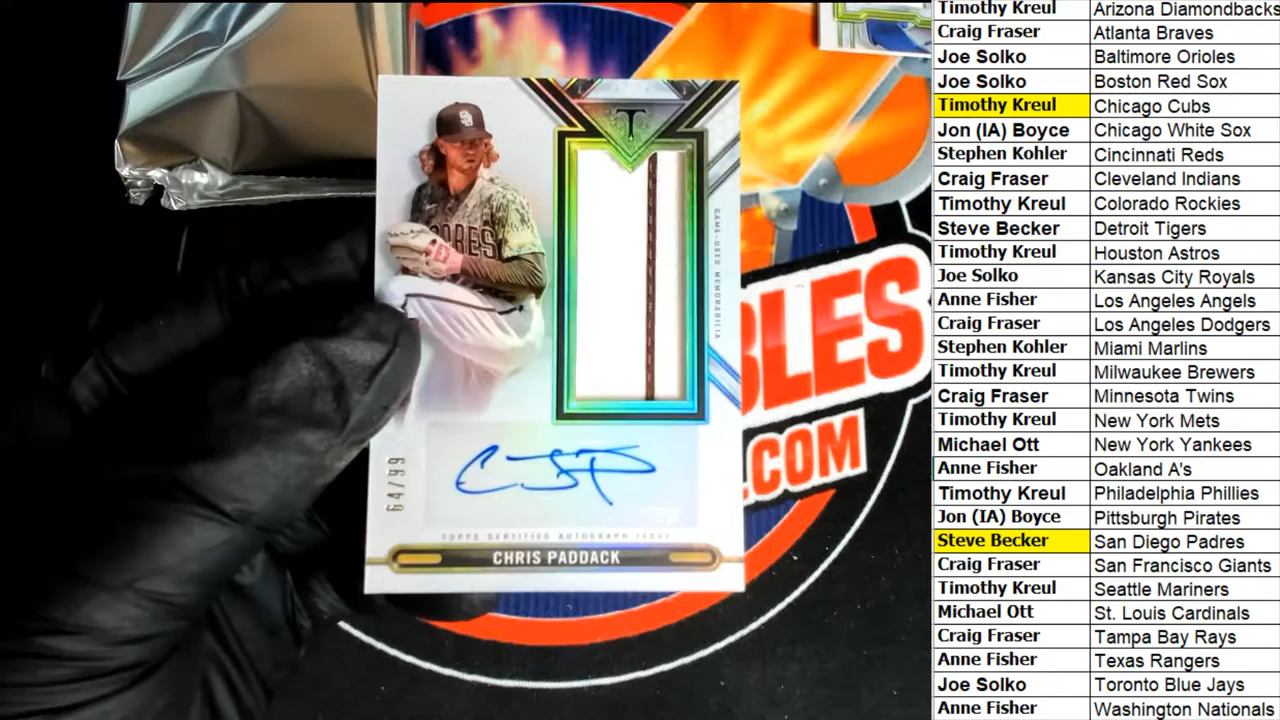 SD
T
GAME-USED MEMORABILIA
64/99
TOPPS CERTIFIED AUTOGRAPH ISSUE
CHRIS PADDACK
BLES
.COM
Timothy Kreul Arizona Diamondbacks
Craig Fraser Atlanta Braves
Joe Solko Baltimore Orioles
Joe Solko Boston Red Sox
Timothy Kreul Chicago Cubs
Jon (IA) Boyce Chicago White Sox
Stephen Kohler Cincinnati Reds
Craig Fraser Cleveland Indians
Timothy Kreul Colorado Rockies
Steve Becker Detroit Tigers
Timothy Kreul Houston Astros
Joe Solko Kansas City Royals
Anne Fisher Los Angeles Angels
Craig Fraser Los Angeles Dodgers
Stephen Kohler Miami Marlins
Timothy Kreul Milwaukee Brewers
Craig Fraser Minnesota Twins
Timothy Kreul New York Mets
Michael Ott New York Yankees
Anne Fisher Oakland A's
Timothy Kreul Philadelphia Phillies
Jon (IA) Boyce Pittsburgh Pirates
Steve Becker San Diego Padres
Craig Fraser San Francisco Giants
Timothy Kreul Seattle Mariners
Michael Ott St. Louis Cardinals
Craig Fraser Tampa Bay Rays
Anne Fisher Texas Rangers
Joe Solko Toronto Blue Jays
Anne Fisher Washington Nationals